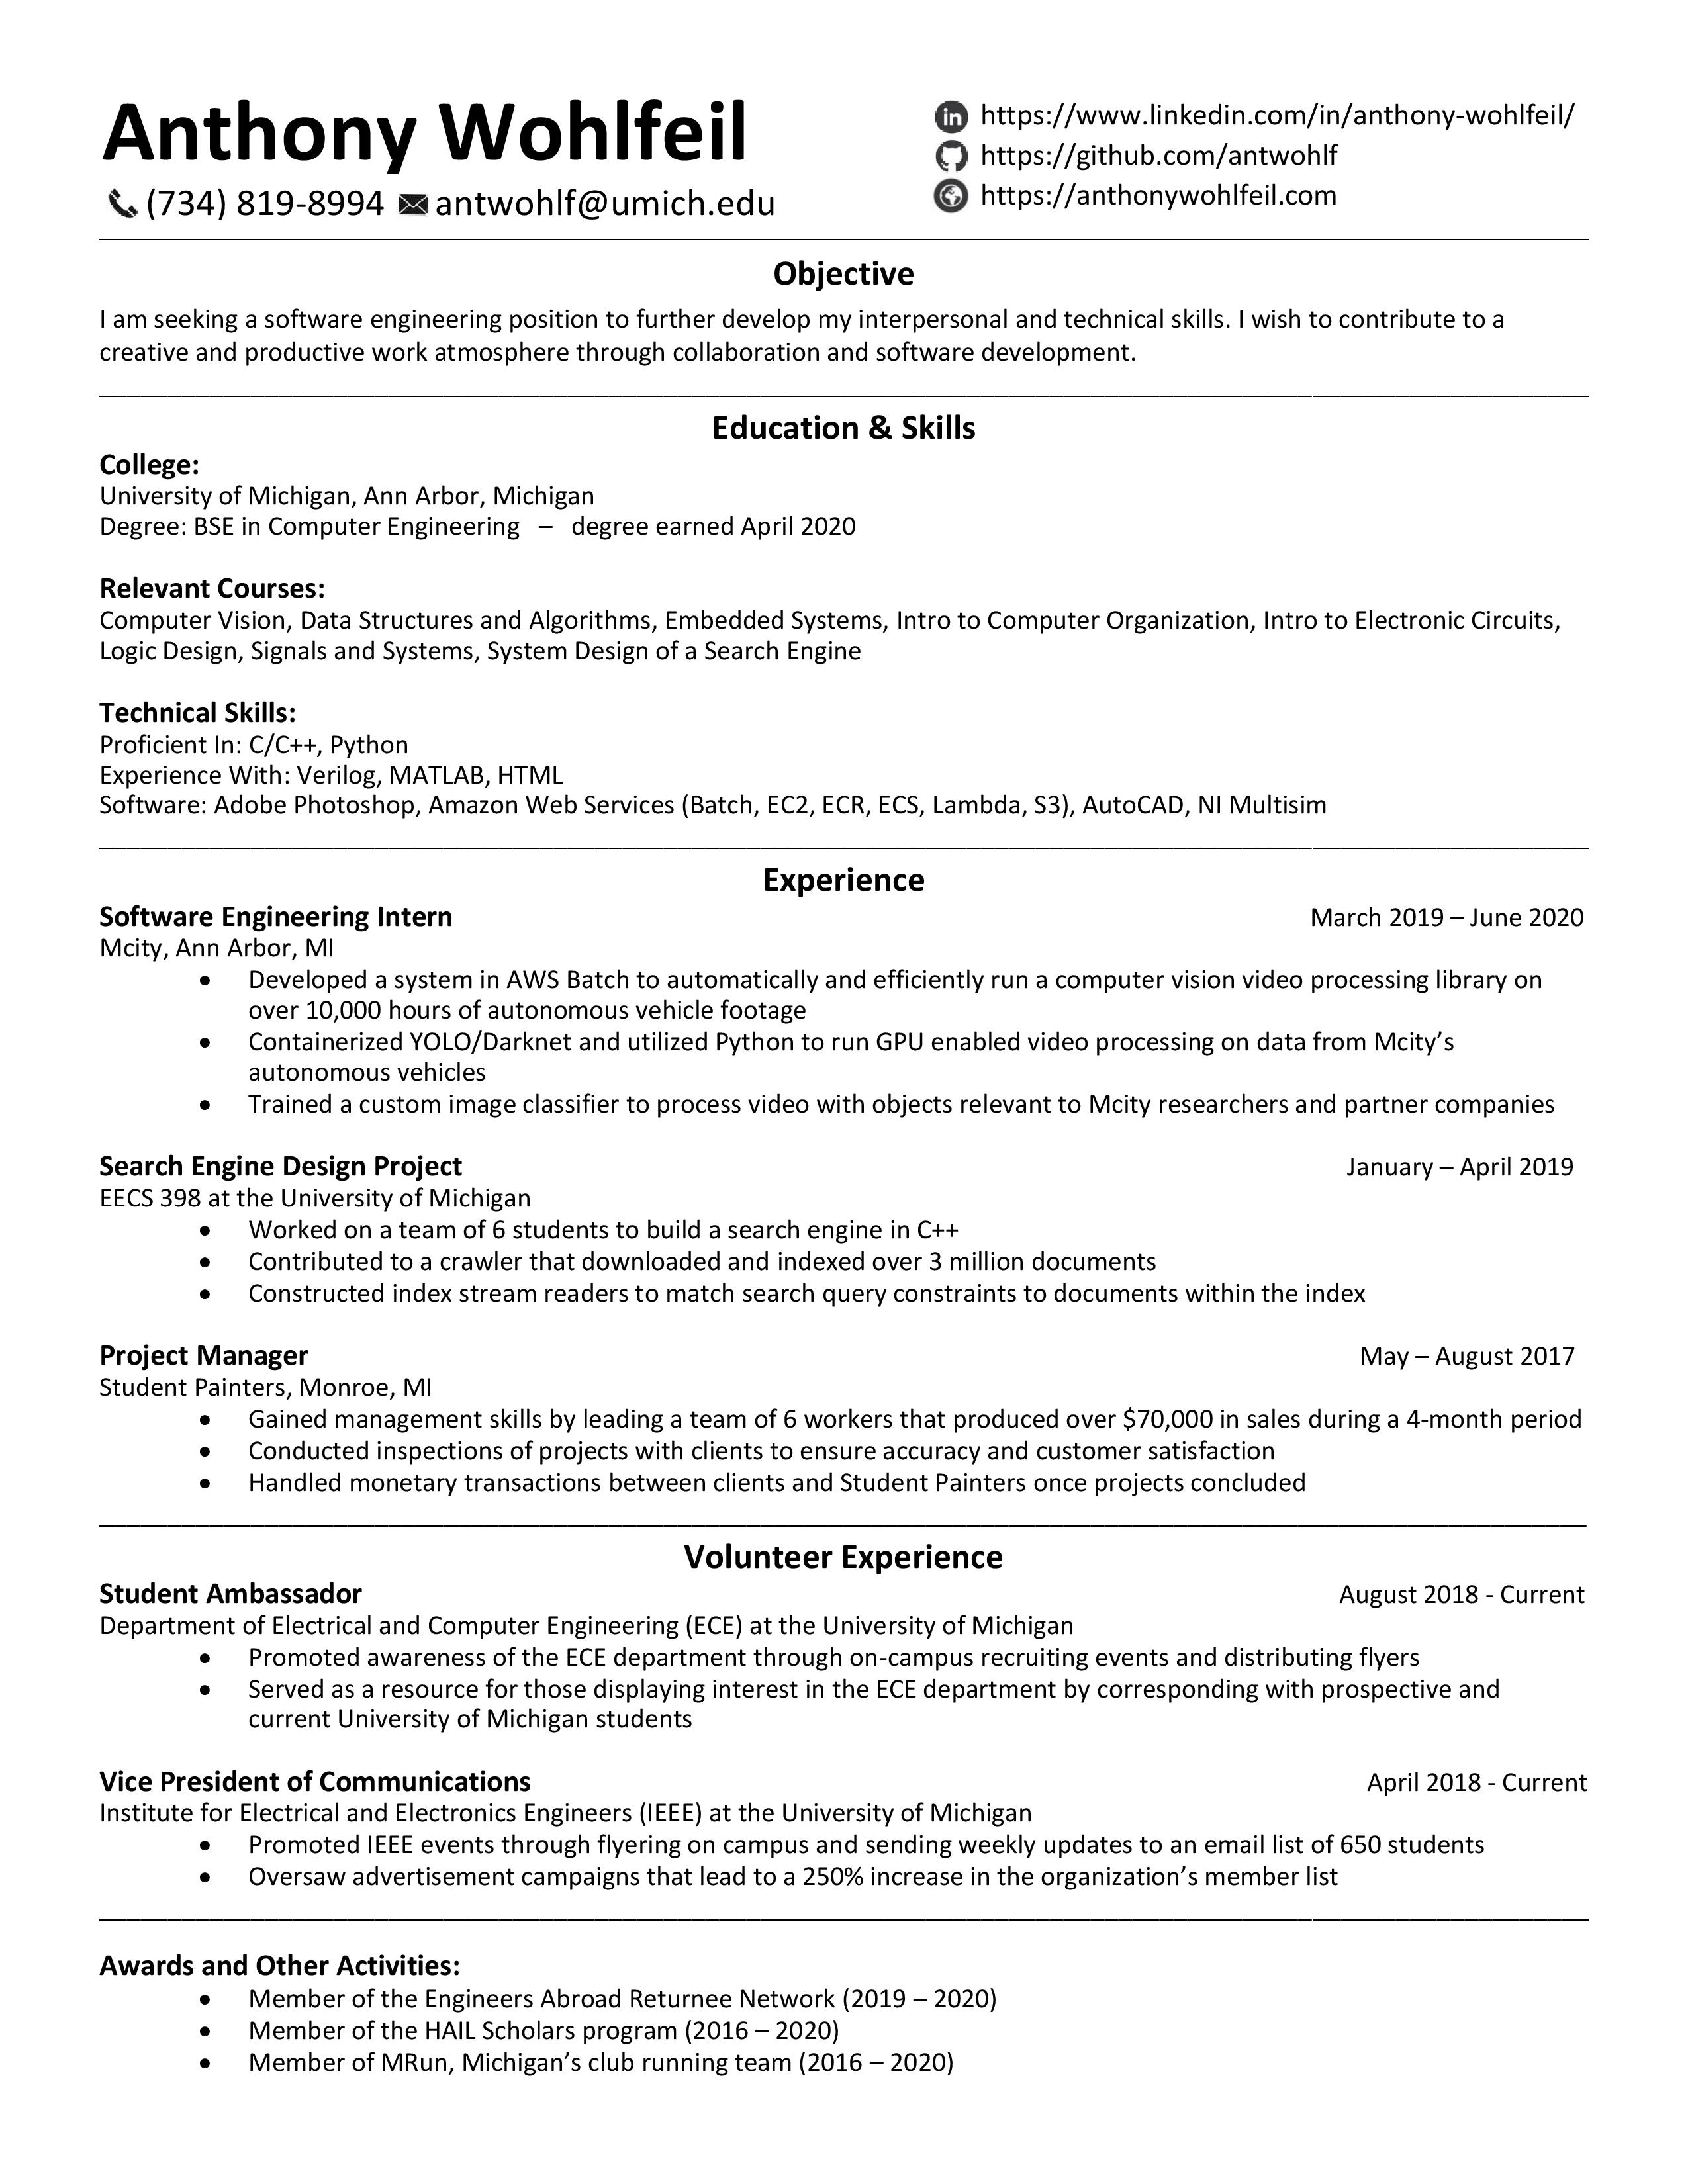 Anthony Wohlfeil
(734) 819-8994 antwohlf@umich.edu
https://www.linkedin.com/in/anthony-wohlfeil/
https://github.com/antwohlf
https://anthonywohlfeil.com
Objective
I am seeking a software engineering position to further develop my interpersonal and technical skills. I wish to contribute to a
creative and productive work atmosphere through collaboration and software development.
Education & Skills
College:
University of Michigan, Ann Arbor, Michigan
Degree: BSE in Computer Engineering – degree earned April 2020
Relevant Courses:
Computer Vision, Data Structures and Algorithms, Embedded Systems, Intro to Computer Organization, Intro to Electronic Circuits,
Logic Design, Signals and Systems, System Design of a Search Engine
Technical Skills:
Proficient In: C/C++, Python
Experience With: Verilog, MATLAB, HTML
Software: Adobe Photoshop, Amazon Web Services (Batch, EC2, ECR, ECS, Lambda, S3), AutoCAD, NI Multisim
Experience
Software Engineering Intern March 2019 – June 2020
Mcity, Ann Arbor, MI
• Developed a system in AWS Batch to automatically and efficiently run a computer vision video processing library on
over 10,000 hours of autonomous vehicle footage
• Containerized YOLO/Darknet and utilized Python to run GPU enabled video processing on data from Mcity’s
autonomous vehicles
• Trained a custom image classifier to process video with objects relevant to Mcity researchers and partner companies
Search Engine Design Project January – April 2019
EECS 398 at the University of Michigan
• Worked on a team of 6 students to build a search engine in C++
• Contributed to a crawler that downloaded and indexed over 3 million documents
• Constructed index stream readers to match search query constraints to documents within the index
Project Manager May – August 2017
Student Painters, Monroe, MI
• Gained management skills by leading a team of 6 workers that produced over $70,000 in sales during a 4-month period
• Conducted inspections of projects with clients to ensure accuracy and customer satisfaction
• Handled monetary transactions between clients and Student Painters once projects concluded
Volunteer Experience
Student Ambassador August 2018 - Current
Department of Electrical and Computer Engineering (ECE) at the University of Michigan
• Promoted awareness of the ECE department through on-campus recruiting events and distributing flyers
• Served as a resource for those displaying interest in the ECE department by corresponding with prospective and
current University of Michigan students
Vice President of Communications April 2018 - Current
Institute for Electrical and Electronics Engineers (IEEE) at the University of Michigan
• Promoted IEEE events through flyering on campus and sending weekly updates to an email list of 650 students
• Oversaw advertisement campaigns that lead to a 250% increase in the organization’s member list
Awards and Other Activities:
• Member of the Engineers Abroad Returnee Network (2019 – 2020)
• Member of the HAIL Scholars program (2016 – 2020)
• Member of MRun, Michigan’s club running team (2016 – 2020)